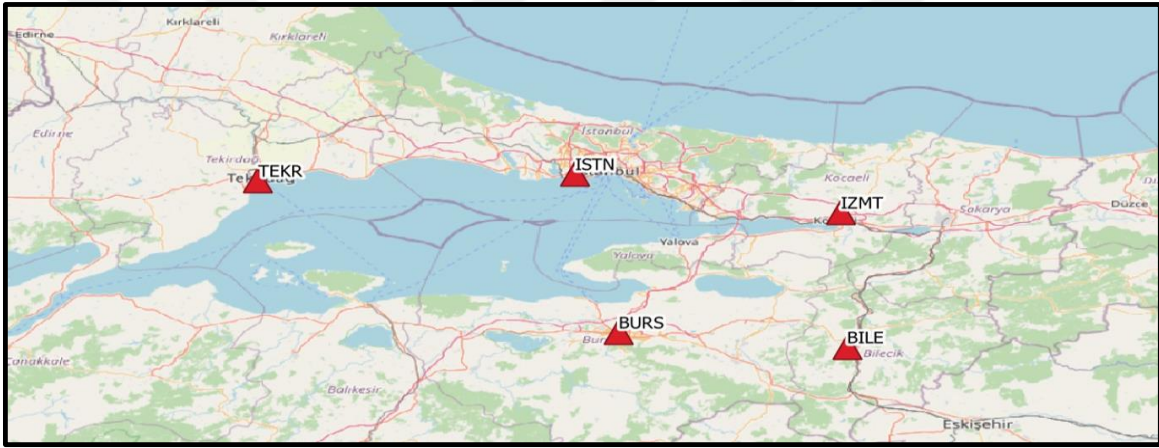 Kırklareli
Edirne
Kırklareli
İstanbul
Edirne
Tekirdağ
TEKR
ISTN
Kocaeli
IZMT
Sakarya
Düzce
Yalova
Yalova
BURS
BILE
Bilecik
Çanakkale
Balıkesir
Eskişehir